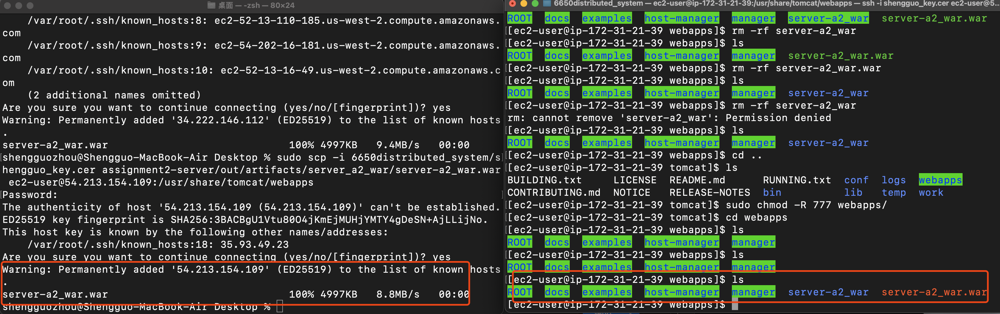 桌面 — -zsh — 80×24
/var/root/.ssh/known_hosts:8: ec2-52-13-110-185.us-west-2.compute.amazonaws.
com
/var/root/.ssh/known_hosts:9: ec2-54-202-16-181.us-west-2.compute.amazonaws.
com
/var/root/.ssh/known_hosts:10: ec2-52-13-16-49.us-west-2.compute.amazonaws.c
om
(2 additional names omitted)
Are you sure you want to continue connecting (yes/no/[fingerprint])? yes
Warning: Permanently added '34.222.146.112' (ED25519) to the list of known hosts
.
server-a2_war.war 100% 4997KB 9.4MB/s 00:00
[shengguozhou@Shengguo-MacBook-Air Desktop % sudo scp -i 6650distributed_system/s]
hengguo_key.cer assignment2-server/out/artifacts/server_a2_war/server-a2_war.war
ec2-user@54.213.154.109:/usr/share/tomcat/webapps
[Password: ]
The authenticity of host '54.213.154.109 (54.213.154.109)' can't be established.
ED25519 key fingerprint is SHA256:3BACBgU1Vtu80O4jKmEjMUHjYMTY4gDeSN+AjLLijNo.
This host key is known by the following other names/addresses:
/var/root/.ssh/known_hosts:18: 35.93.49.23
Are you sure you want to continue connecting (yes/no/[fingerprint])? yes
Warning: Permanently added '54.213.154.109' (ED25519) to the list of known hosts
.
server-a2_war.war 100% 4997KB 8.8MB/s 00:00
shengguozhou@Shengguo-MacBook-Air Desktop %
6650distributed_system — ec2-user@ip-172-31-21-39:/usr/share/tomcat/webapps — ssh -i shengguo_key.cer ec2-user@5...
ROOT docs examples host-manager manager server-a2_war server-a2_war.war
[[ec2-user@ip-172-31-21-39 webapps]$ rm -rf server-a2_war
[[ec2-user@ip-172-31-21-39 webapps]$ ls
ROOT docs examples host-manager manager server-a2_war.war
[[ec2-user@ip-172-31-21-39 webapps]$ rm -rf server-a2_war.war
[[ec2-user@ip-172-31-21-39 webapps]$ ls
ROOT docs examples host-manager manager server-a2_war
[[ec2-user@ip-172-31-21-39 webapps]$ rm -rf server-a2_war
rm: cannot remove 'server-a2_war': Permission denied
[[ec2-user@ip-172-31-21-39 webapps]$ ls
ROOT docs examples host-manager manager server-a2_war
[[ec2-user@ip-172-31-21-39 webapps]$ cd ..
[[ec2-user@ip-172-31-21-39 tomcat]$ ls
BUILDING.txt LICENSE README.md RUNNING.txt conf logs webapps
CONTRIBUTING.md NOTICE RELEASE-NOTES bin lib temp work
[[ec2-user@ip-172-31-21-39 tomcat]$ sudo chmod -R 777 webapps/
[[ec2-user@ip-172-31-21-39 tomcat]$ cd webapps
[[ec2-user@ip-172-31-21-39 webapps]$ ls
ROOT docs examples host-manager manager
[[ec2-user@ip-172-31-21-39 webapps]$ ls
ROOT docs examples host-manager manager
[[ec2-user@ip-172-31-21-39 webapps]$ ls
ROOT docs examples host-manager manager server-a2_war server-a2_war.war
[[ec2-user@ip-172-31-21-39 webapps]$